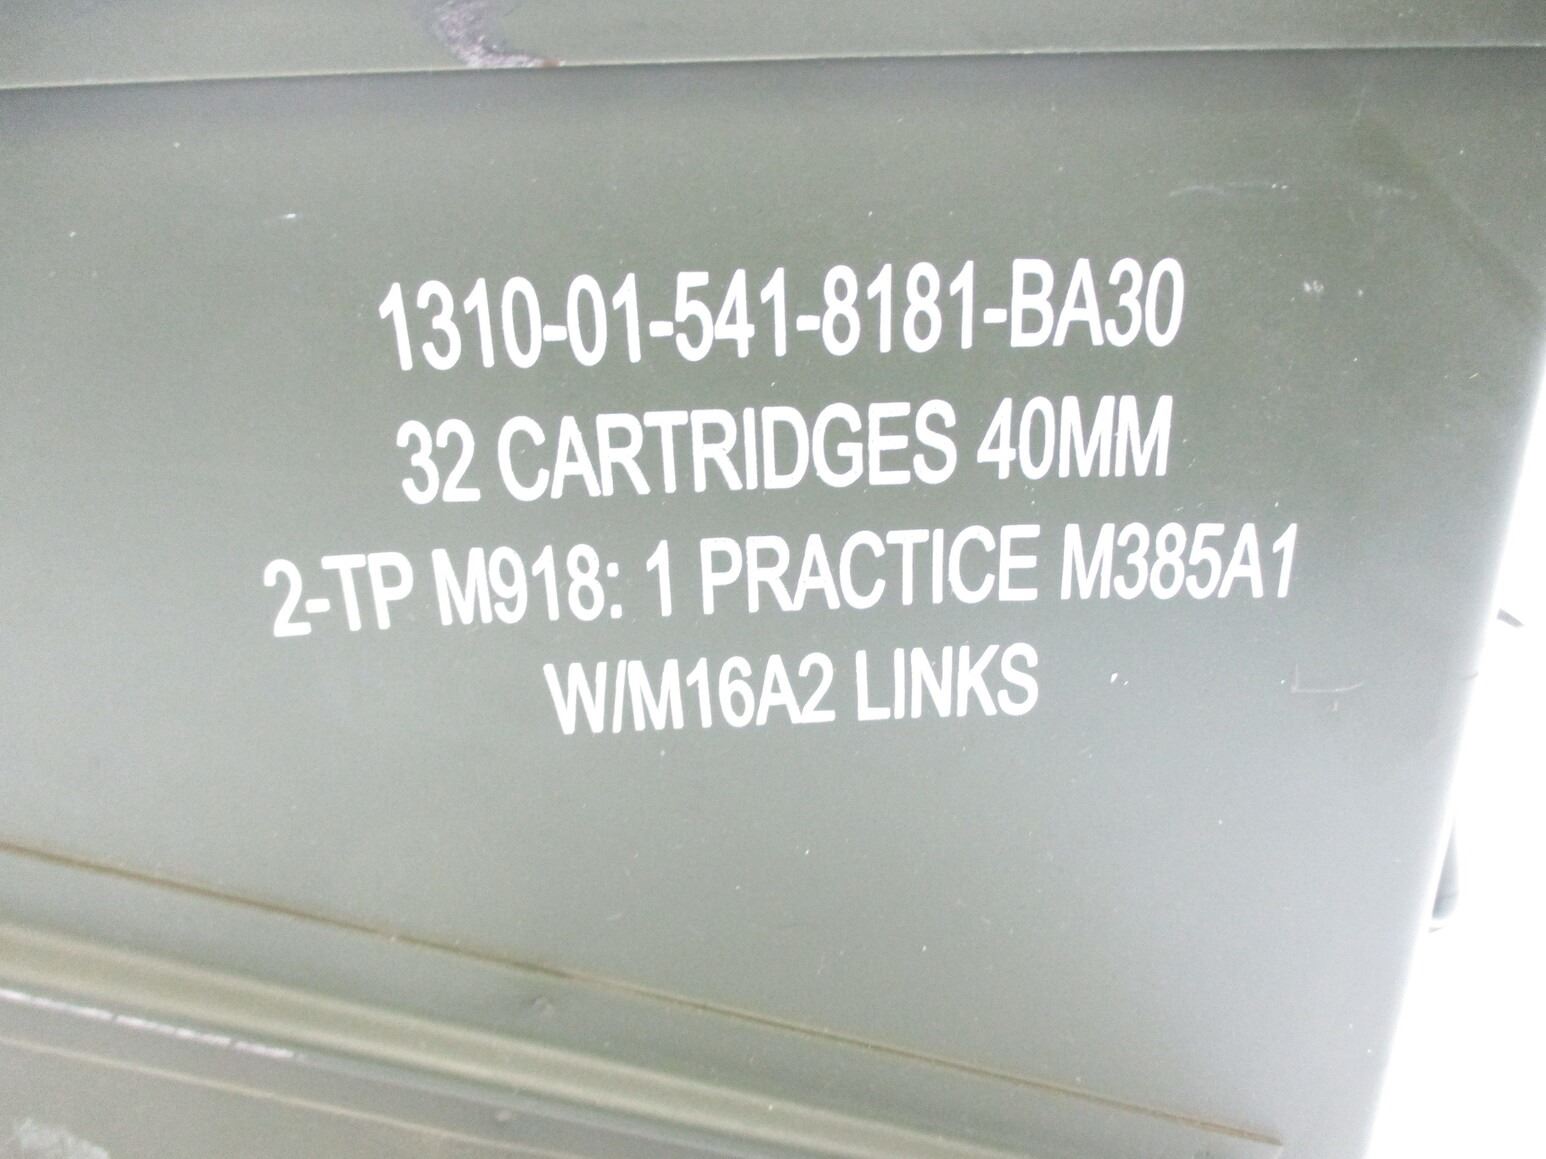 1310-01-541-8181-BA30
32 CARTRIDGES 40MM
2-TP M918: 1 PRACTICE M385A1
W/M16A2 LINKS